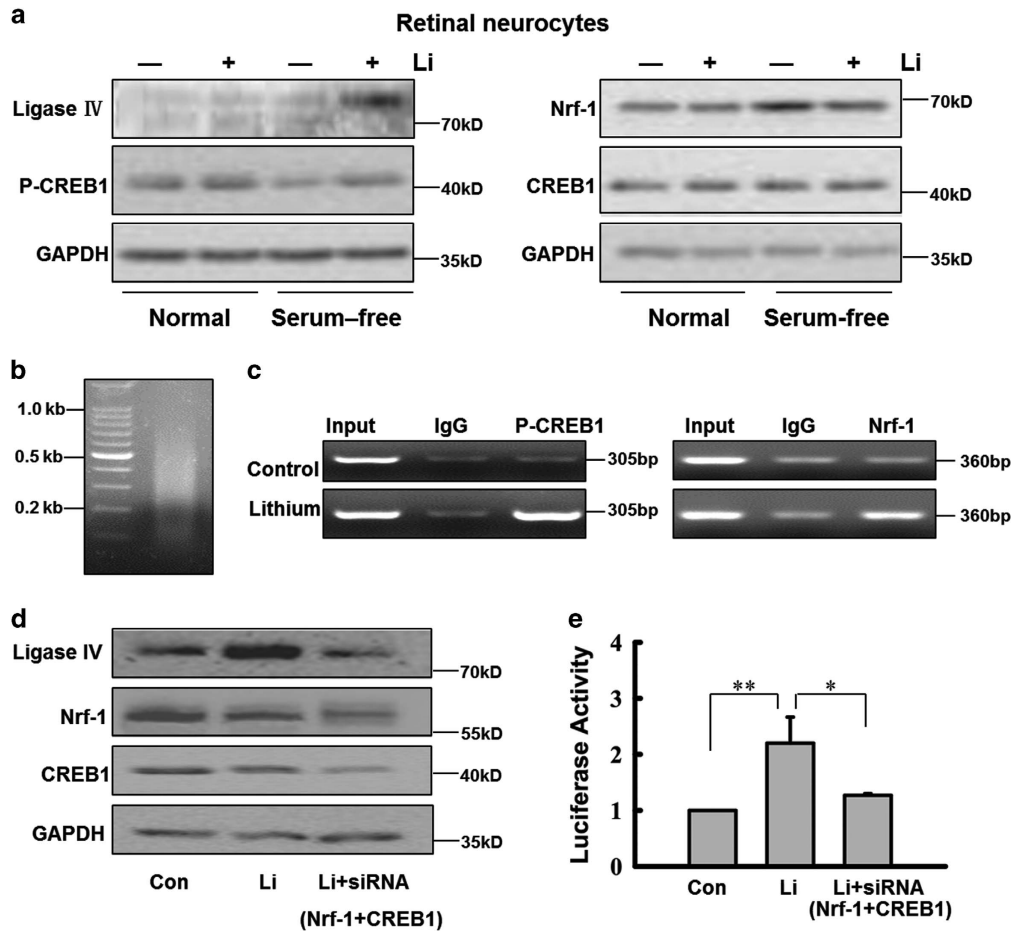 a
Retinal neurocytes
— + — + Li
Ligase Ⅳ
70kD
P-CREB1
40kD
GAPDH
35kD
Normal Serum–free
— + — + Li
Nrf-1
70kD
CREB1
40kD
GAPDH
35kD
Normal Serum-free
b
1.0 kb
0.5 kb
0.2 kb
c
Input IgG P-CREB1
Control
305bp
Lithium
305bp
Input IgG Nrf-1
360bp
360bp
d
Ligase IV
70kD
Nrf-1
55kD
CREB1
40kD
GAPDH
35kD
Con Li Li+siRNA
(Nrf-1+CREB1)
e
Luciferase Activity
4
3
2
1
0
** *
Con Li Li+siRNA
(Nrf-1+CREB1)